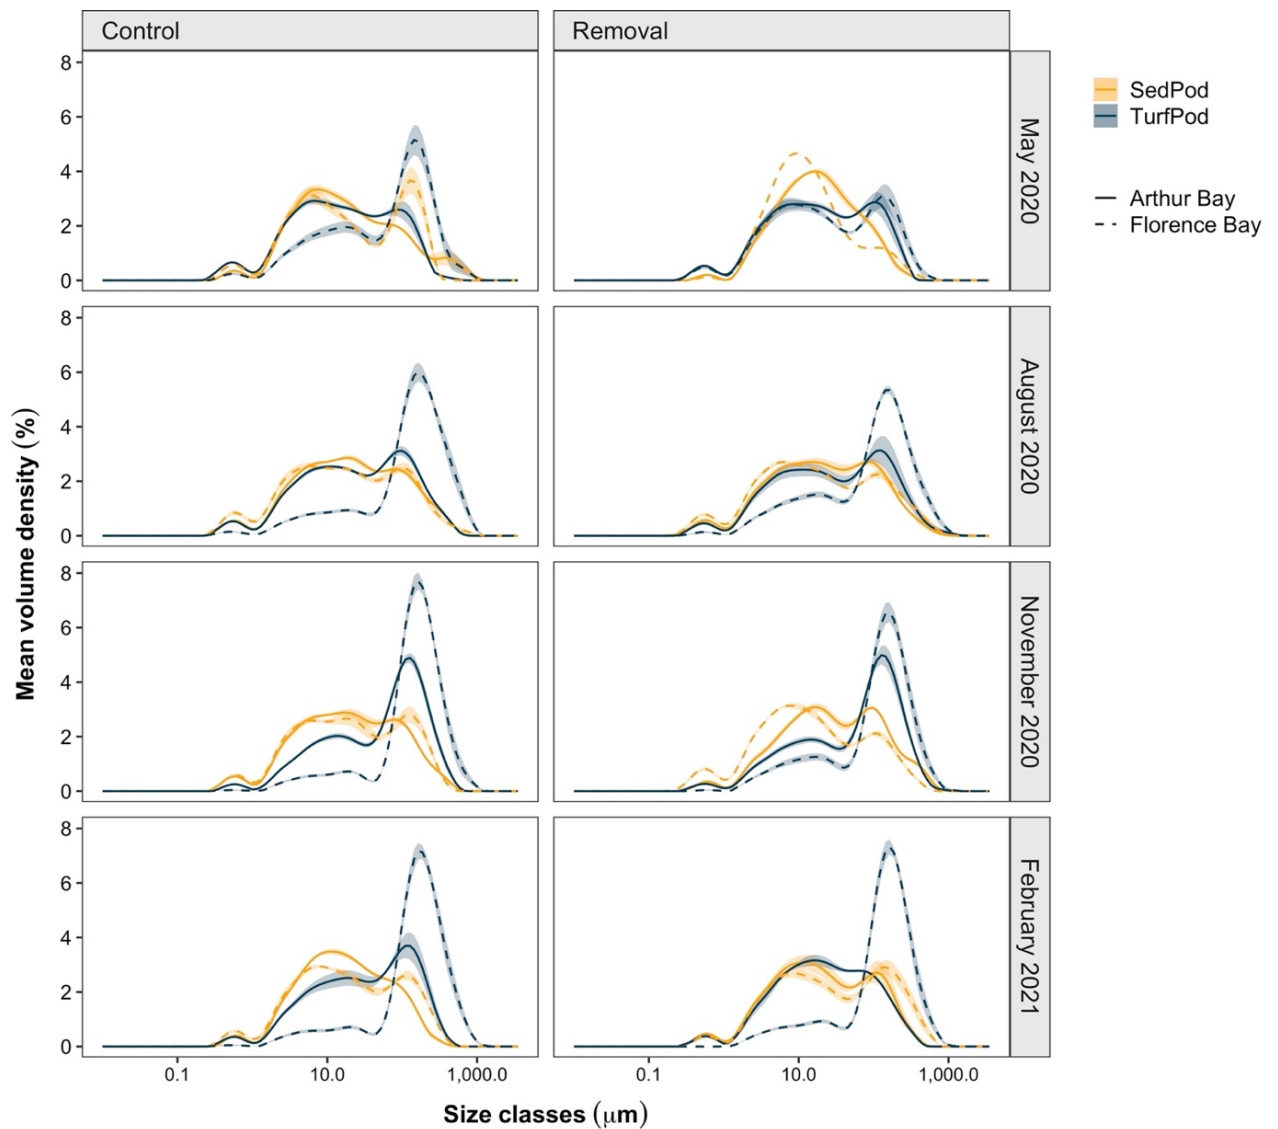 Control
Removal
SedPod
TurfPod
Arthur Bay
Florence Bay
May 2020
August 2020
November 2020
February 2021
Mean volume density (%)
8
6
4
2
0
8
6
4
2
0
8
6
4
2
0
8
6
4
2
0
0.1 10.0 1,000.0
0.1 10.0 1,000.0
Size classes (μm)